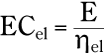 EC_el = E / η_el